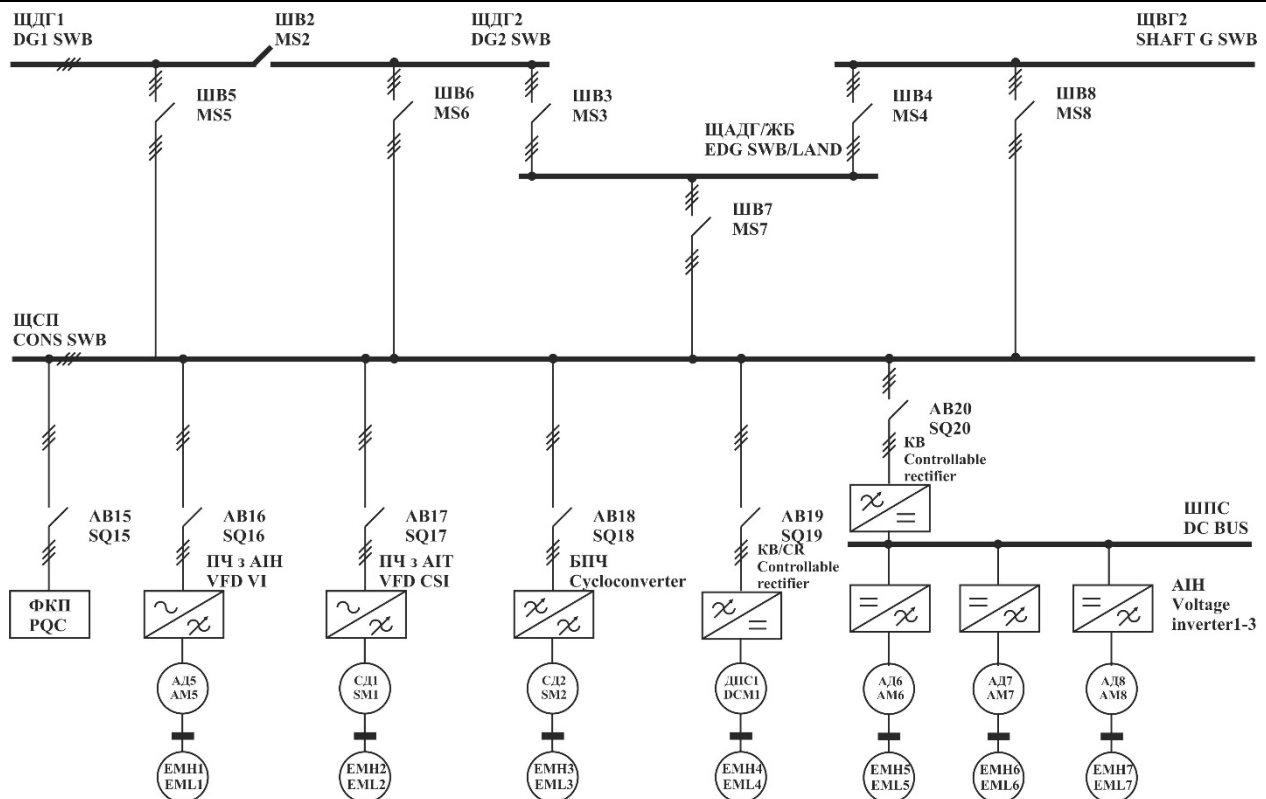 ЩДГ1
DG1 SWB
ШВ2
MS2
ЩДГ2
DG2 SWB
ЩВГ2
SHAFT G SWB
ШВ5
MS5
ШВ6
MS6
ШВ3
MS3
ШВ4
MS4
ШВ8
MS8
ЩАДГ/ЖБ
EDG SWB/LAND
ШВ7
MS7
ЩСП
CONS SWB
АВ15
SQ15
АВ16
SQ16
АВ17
SQ17
АВ18
SQ18
АВ19
SQ19
АВ20
SQ20
КВ
Controllable
rectifier
ШПС
DC BUS
ПЧ з АІН
VFD VI
ПЧ з АІТ
VFD CSI
БПЧ
Cycloconverter
КВ/CR
Controllable
rectifier
АІН
Voltage
inverter1-3
ФКП
PQC
АД5
AM5
СД1
SM1
СД2
SM2
ДПС1
DCM1
АД6
AM6
АД7
AM7
АД8
AM8
ЕМН1
EML1
ЕМН2
EML2
ЕМН3
EML3
ЕМН4
EML4
ЕМН5
EML5
ЕМН6
EML6
ЕМН7
EML7